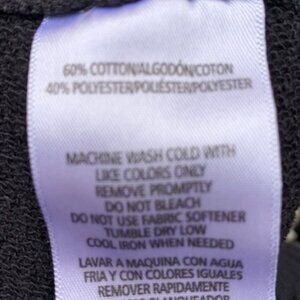 60% COTTON/ALGODÓN/COTON
40% POLYESTER/POLIÉSTER/POLYESTER
MACHINE WASH COLD WITH
LIKE COLORS ONLY
REMOVE PROMPTLY
DO NOT BLEACH
DO NOT USE FABRIC SOFTENER
TUMBLE DRY LOW
COOL IRON WHEN NEEDED
LAVAR A MAQUINA CON AGUA
FRIA Y CON COLORES IGUALES
REMOVER RAPIDAMENTE
BLANQUEADOR